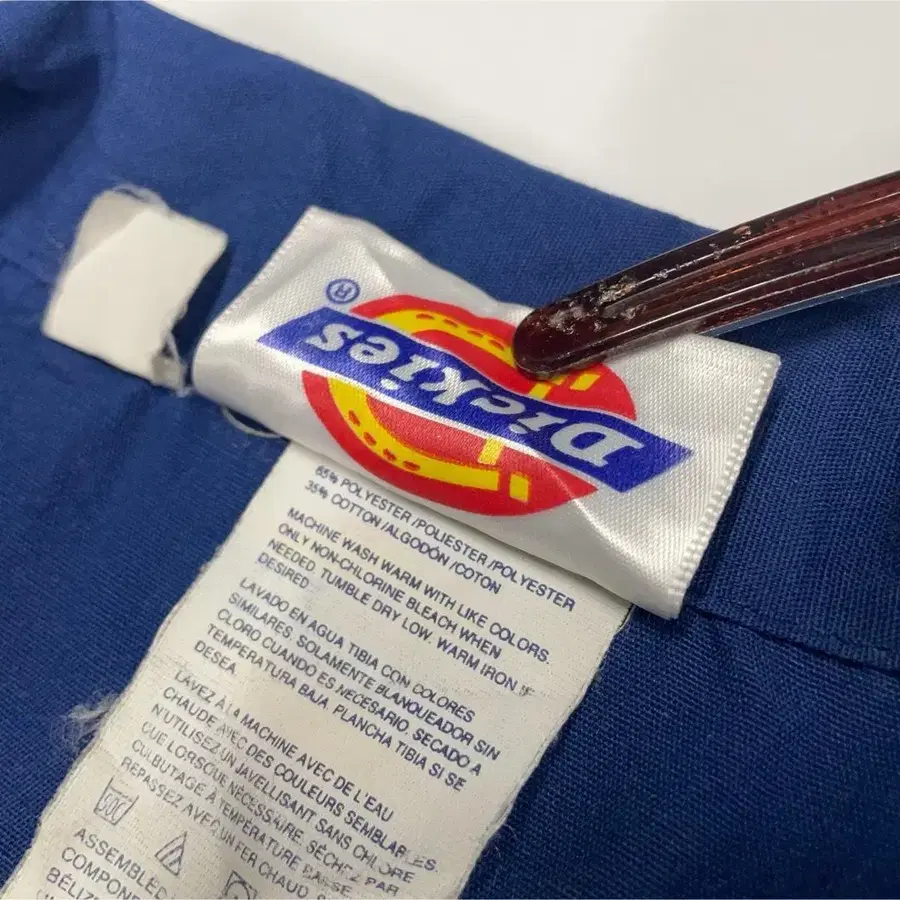 Dickies
®
65% POLYESTER/POLIESTER/POLYESTER
35% COTTON/ALGODÓN/COTON
MACHINE WASH WARM WITH LIKE COLORS.
ONLY NON-CHLORINE BLEACH WHEN
NEEDED. TUMBLE DRY LOW. WARM IRON IF
DESIRED
LAVADO EN AGUA TIBIA CON COLORES
SIMILARES. SOLAMENTE BLANQUEADOR SIN
CLORO CUANDO ES NECESARIO. SECADO A
TEMPERATURA BAJA. PLANCHA TIBIA SI SE
DESEA
LAVEZ À LA MACHINE AVEC DE L'EAU
CHAUDE AVEC DES COULEURS SEMBLABLES.
N'UTILISEZ UN JAVELLISANT SANS CHLORE
QUE LORSQUE NÉCESSAIRE. SÉCHEZ PAR
CULBUTAGE À TEMPÉRATURE BASSE.
REPASSEZ AVEC UN FER CHAUD
50C
ASSEMBLED
COMPONEN
BÉLIZE